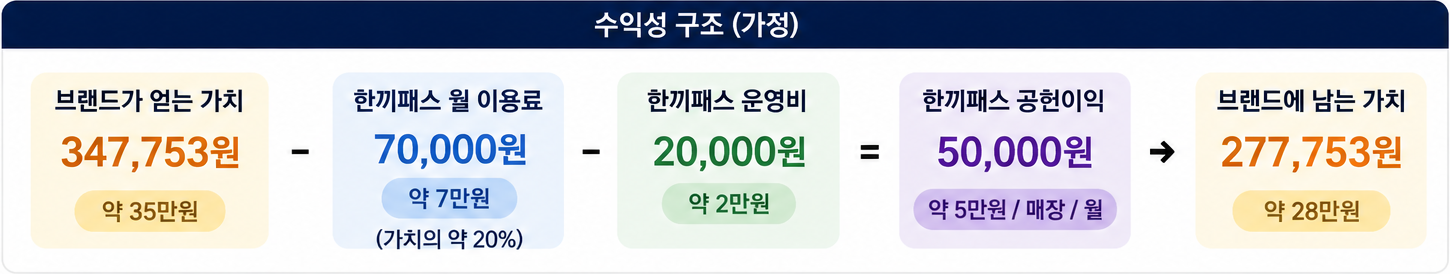 수익성 구조 (가정)
브랜드가 얻는 가치
347,753원
약 35만원
-
한끼패스 월 이용료
70,000원
약 7만원
(가치의 약 20%)
-
한끼패스 운영비
20,000원
약 2만원
=
한끼패스 공헌이익
50,000원
약 5만원 / 매장 / 월
→
브랜드에 남는 가치
277,753원
약 28만원